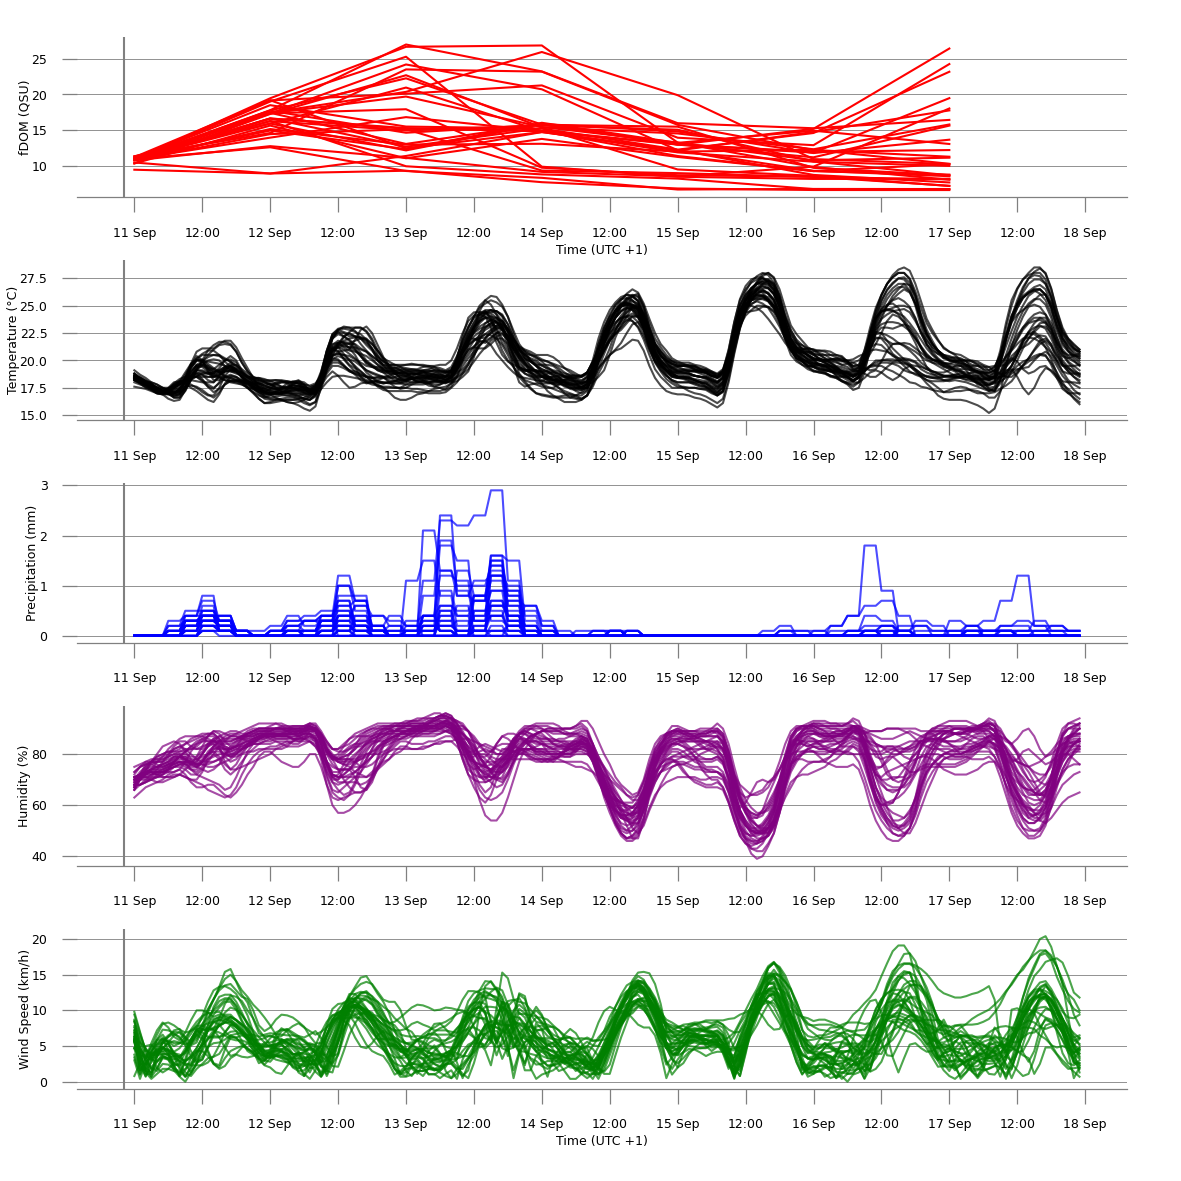 fDOM (QSU)
25
20
15
10
11 Sep 12:00 12 Sep 12:00 13 Sep 12:00 14 Sep 12:00 15 Sep 12:00 16 Sep 12:00 17 Sep 12:00 18 Sep
Time (UTC +1)
Temperature (°C)
27.5
25.0
22.5
20.0
17.5
15.0
11 Sep 12:00 12 Sep 12:00 13 Sep 12:00 14 Sep 12:00 15 Sep 12:00 16 Sep 12:00 17 Sep 12:00 18 Sep
Precipitation (mm)
3
2
1
0
11 Sep 12:00 12 Sep 12:00 13 Sep 12:00 14 Sep 12:00 15 Sep 12:00 16 Sep 12:00 17 Sep 12:00 18 Sep
Humidity (%)
80
60
40
11 Sep 12:00 12 Sep 12:00 13 Sep 12:00 14 Sep 12:00 15 Sep 12:00 16 Sep 12:00 17 Sep 12:00 18 Sep
Wind Speed (km/h)
20
15
10
5
0
11 Sep 12:00 12 Sep 12:00 13 Sep 12:00 14 Sep 12:00 15 Sep 12:00 16 Sep 12:00 17 Sep 12:00 18 Sep
Time (UTC +1)